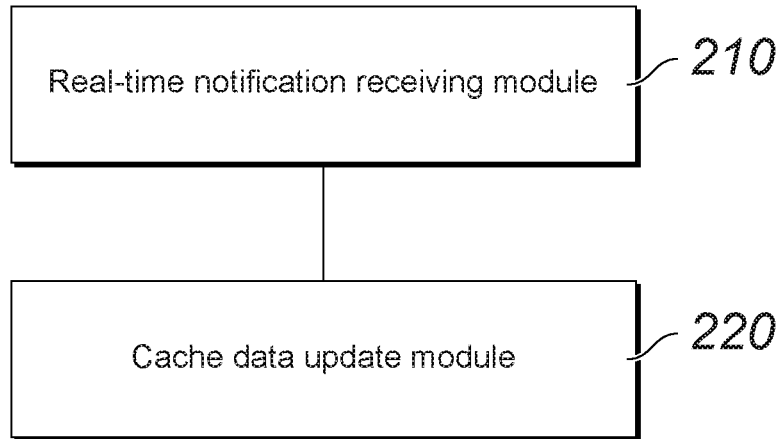 Real-time notification receiving module
210
Cache data update module
220